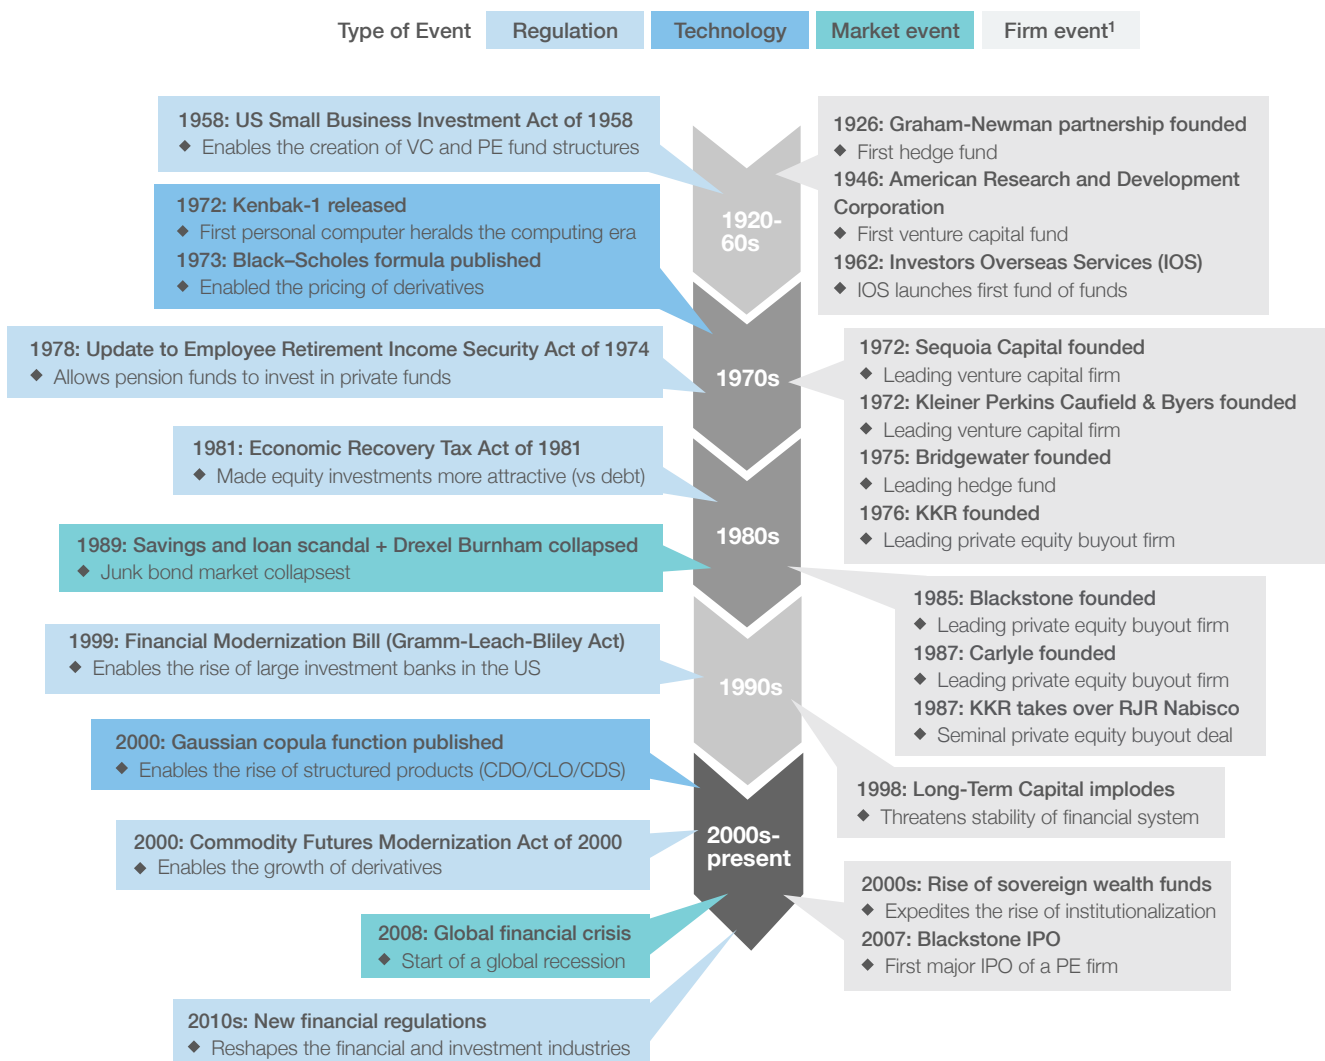 Type of Event Regulation Technology Market event Firm event¹
1958: US Small Business Investment Act of 1958
◆ Enables the creation of VC and PE fund structures
1972: Kenbak-1 released
◆ First personal computer heralds the computing era
1973: Black–Scholes formula published
◆ Enabled the pricing of derivatives
1978: Update to Employee Retirement Income Security Act of 1974
◆ Allows pension funds to invest in private funds
1981: Economic Recovery Tax Act of 1981
◆ Made equity investments more attractive (vs debt)
1989: Savings and loan scandal + Drexel Burnham collapsed
◆ Junk bond market collapsest
1999: Financial Modernization Bill (Gramm-Leach-Bliley Act)
◆ Enables the rise of large investment banks in the US
2000: Gaussian copula function published
◆ Enables the rise of structured products (CDO/CLO/CDS)
2000: Commodity Futures Modernization Act of 2000
◆ Enables the growth of derivatives
2008: Global financial crisis
◆ Start of a global recession
2010s: New financial regulations
◆ Reshapes the financial and investment industries
1920-
60s
1970s
1980s
1990s
2000s-
present
1926: Graham-Newman partnership founded
◆ First hedge fund
1946: American Research and Development
Corporation
◆ First venture capital fund
1962: Investors Overseas Services (IOS)
◆ IOS launches first fund of funds
1972: Sequoia Capital founded
◆ Leading venture capital firm
1972: Kleiner Perkins Caufield & Byers founded
◆ Leading venture capital firm
1975: Bridgewater founded
◆ Leading hedge fund
1976: KKR founded
◆ Leading private equity buyout firm
1985: Blackstone founded
◆ Leading private equity buyout firm
1987: Carlyle founded
◆ Leading private equity buyout firm
1987: KKR takes over RJR Nabisco
◆ Seminal private equity buyout deal
1998: Long-Term Capital implodes
◆ Threatens stability of financial system
2000s: Rise of sovereign wealth funds
◆ Expedites the rise of institutionalization
2007: Blackstone IPO
◆ First major IPO of a PE firm